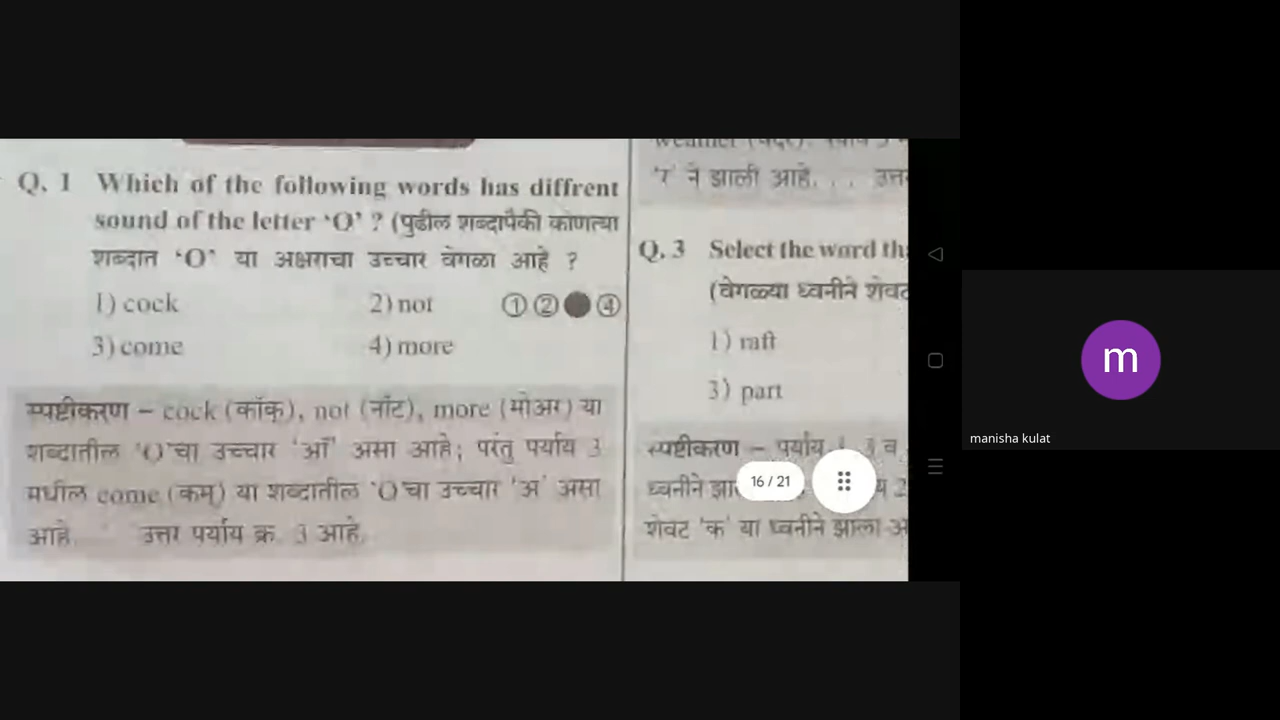 Q. 1 Which of the following words has diffrent
sound of the letter ‘O’ ? (पुढील शब्दापैकी कोणत्या
शब्दात ‘O’ या अक्षराचा उच्चार वेगळा आहे ?
1) cock 2) not ① ② ④
3) come 4) more
स्पष्टीकरण – cock (कॉक्), not (नॉट), more (मोअर) या
शब्दातील ‘O’चा उच्चार ‘ऑ’ असा आहे; परंतु पर्याय 3
मधील come (कम्) या शब्दातील ‘O’चा उच्चार ‘अ’ असा
आहे. उत्तर पर्याय क्र. 3 आहे.
'र' ने झाली आहे. . .
Q. 3 Select the word
(वेगळ्या ध्वनीने
1) raft
3) part
स्पष्टीकरण – पर्याय 3 व
ध्वनीने
शेवट ‘क’ या ध्वनीने झाला
16 / 21
m
manisha kulat